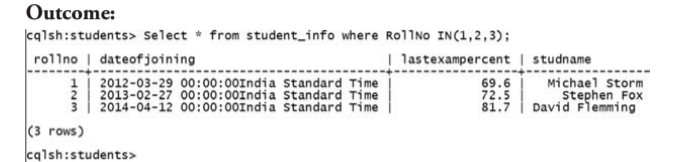 Outcome:
cqlsh:students> Select * from student_info where RollNo IN(1,2,3);
rollno | dateofjoining | lastexampercent | studname
1 | 2012-03-29 00:00:00India Standard Time | 69.6 | Michael Storm
2 | 2013-02-27 00:00:00India Standard Time | 72.5 | Stephen Fox
3 | 2014-04-12 00:00:00India Standard Time | 81.7 | David Flemming
(3 rows)
cqlsh:students>